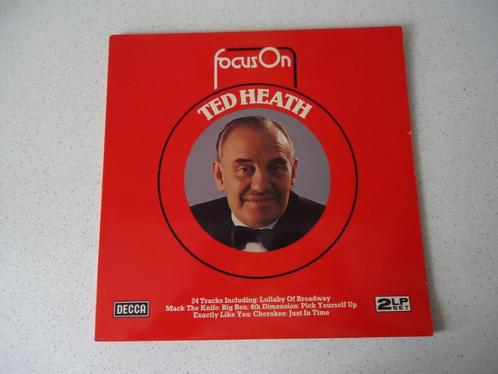 focusOn
TED HEATH
24 Tracks Including: Lullaby Of Broadway
Mack The Knife: Big Ben: 4th Dimension: Pick Yourself Up
Exactly Like You: Cherokee: Just In Time
DECCA
2LP
SET